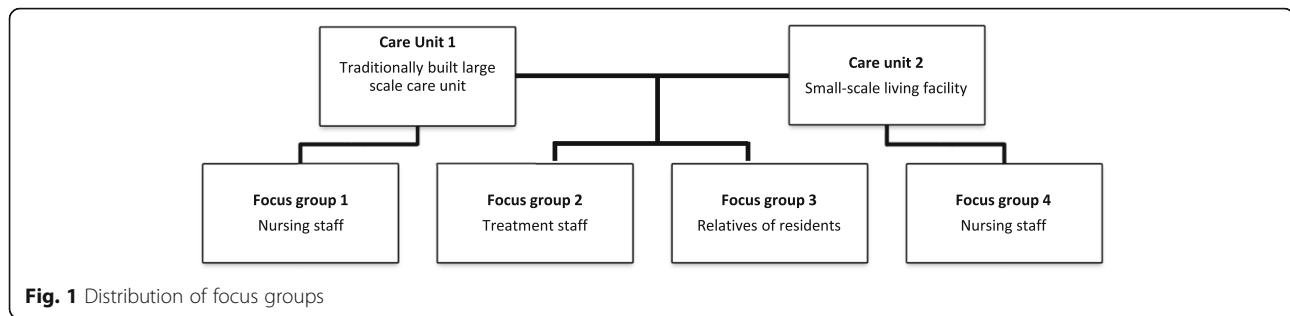 Care Unit 1
Traditionally built large
scale care unit
Care unit 2
Small-scale living facility
Focus group 1
Nursing staff
Focus group 2
Treatment staff
Focus group 3
Relatives of residents
Focus group 4
Nursing staff
Fig. 1 Distribution of focus groups